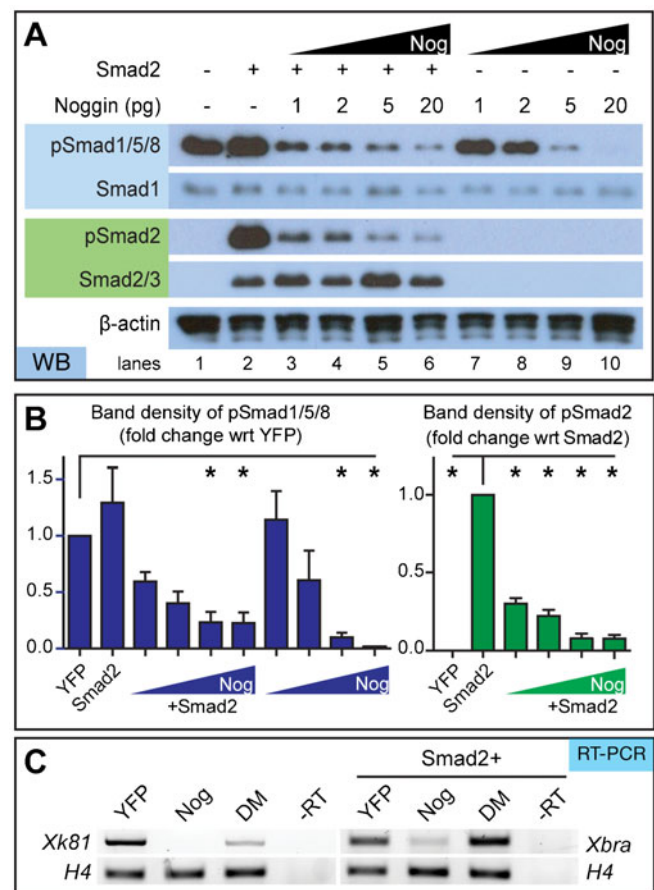 A
Nog Nog
Smad2 - + + + + + - - - -
Noggin (pg) - - 1 2 5 20 1 2 5 20
pSmad1/5/8
Smad1
pSmad2
Smad2/3
β-actin
WB lanes 1 2 3 4 5 6 7 8 9 10
B
Band density of pSmad1/5/8
(fold change wrt YFP)
1.5
1.0
0.5
0.0
* * * *
YFP
Smad2
Nog
+Smad2
Nog
Band density of pSmad2
(fold change wrt Smad2)
* * * * *
1.0
0.5
0.0
YFP
Smad2
Nog
+Smad2
C
Smad2+
RT-PCR
YFP Nog DM -RT YFP Nog DM -RT
Xk81 Xbra
H4 H4